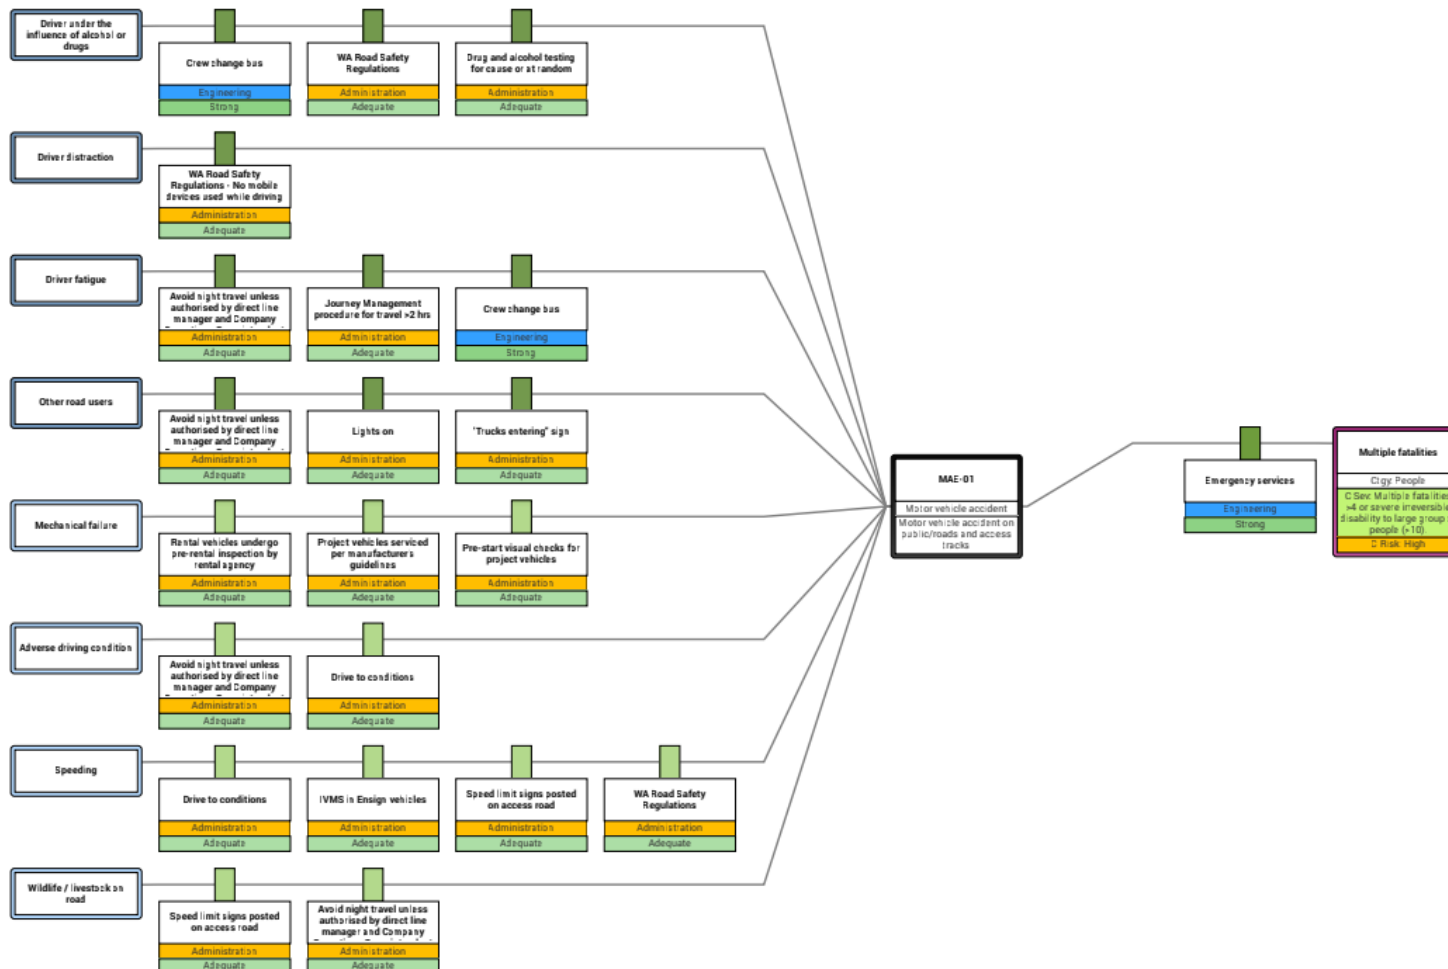 Driver under the
influence of alcohol or
drugs
Crew change bus
Engineering
Strong
WA Road Safety
Regulations
Administration
Adequate
Drug and alcohol testing
for cause or at random
Administration
Adequate
Driver distraction
WA Road Safety
Regulations - No mobile
devices used while driving
Administration
Adequate
Driver fatigue
Avoid night travel unless
authorised by direct line
manager and Company
Administration
Adequate
Journey Management
procedure for travel >2 hrs
Administration
Adequate
Crew change bus
Engineering
Strong
Other road users
Avoid night travel unless
authorised by direct line
manager and Company
Administration
Adequate
Lights on
Administration
Adequate
"Trucks entering" sign
Administration
Adequate
Mechanical failure
Rental vehicles undergo
pre-rental inspection by
rental agency
Administration
Adequate
Project vehicles serviced
per manufacturers
guidelines
Administration
Adequate
Pre-start visual checks for
project vehicles
Administration
Adequate
Adverse driving condition
Avoid night travel unless
authorised by direct line
manager and Company
Administration
Adequate
Drive to conditions
Administration
Adequate
Speeding
Drive to conditions
Administration
Adequate
IVMS in Ensign vehicles
Administration
Adequate
Speed limit signs posted
on access road
Administration
Adequate
WA Road Safety
Regulations
Administration
Adequate
Wildlife / livestock on
road
Speed limit signs posted
on access road
Administration
Adequate
Avoid night travel unless
authorised by direct line
manager and Company
Administration
Adequate
MAE-01
Motor vehicle accident
Motor vehicle accident on
public/roads and access
tracks
Emergency services
Engineering
Strong
Multiple fatalities
Ctgy: People
C Sev: Multiple fatalities
>4 or severe irreversible
disability to large group
people (>10)
Risk: High